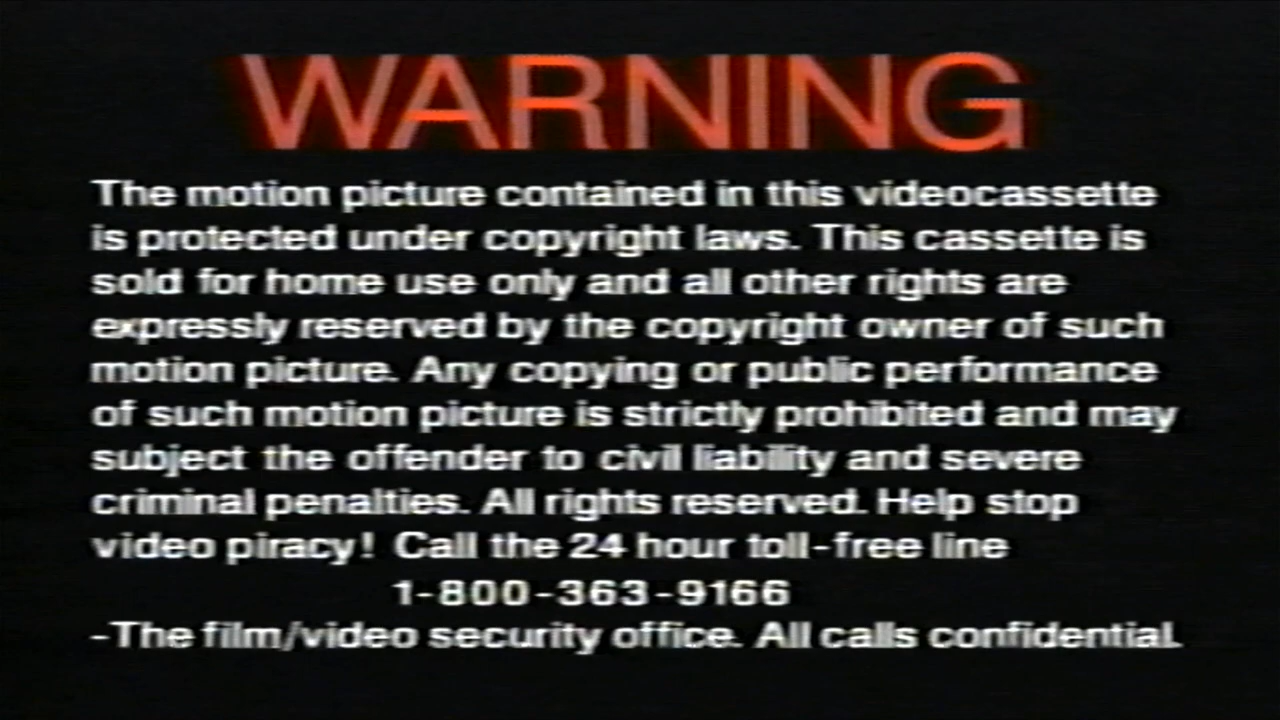 WARNING
The motion picture contained in this videocassette
is protected under copyright laws. This cassette is
sold for home use only and all other rights are
expressly reserved by the copyright owner of such
motion picture. Any copying or public performance
of such motion picture is strictly prohibited and may
subject the offender to civil liability and severe
criminal penalties. All rights reserved. Help stop
video piracy! Call the 24 hour toll-free line
1-800-363-9166
-The film/video security office. All calls confidential.